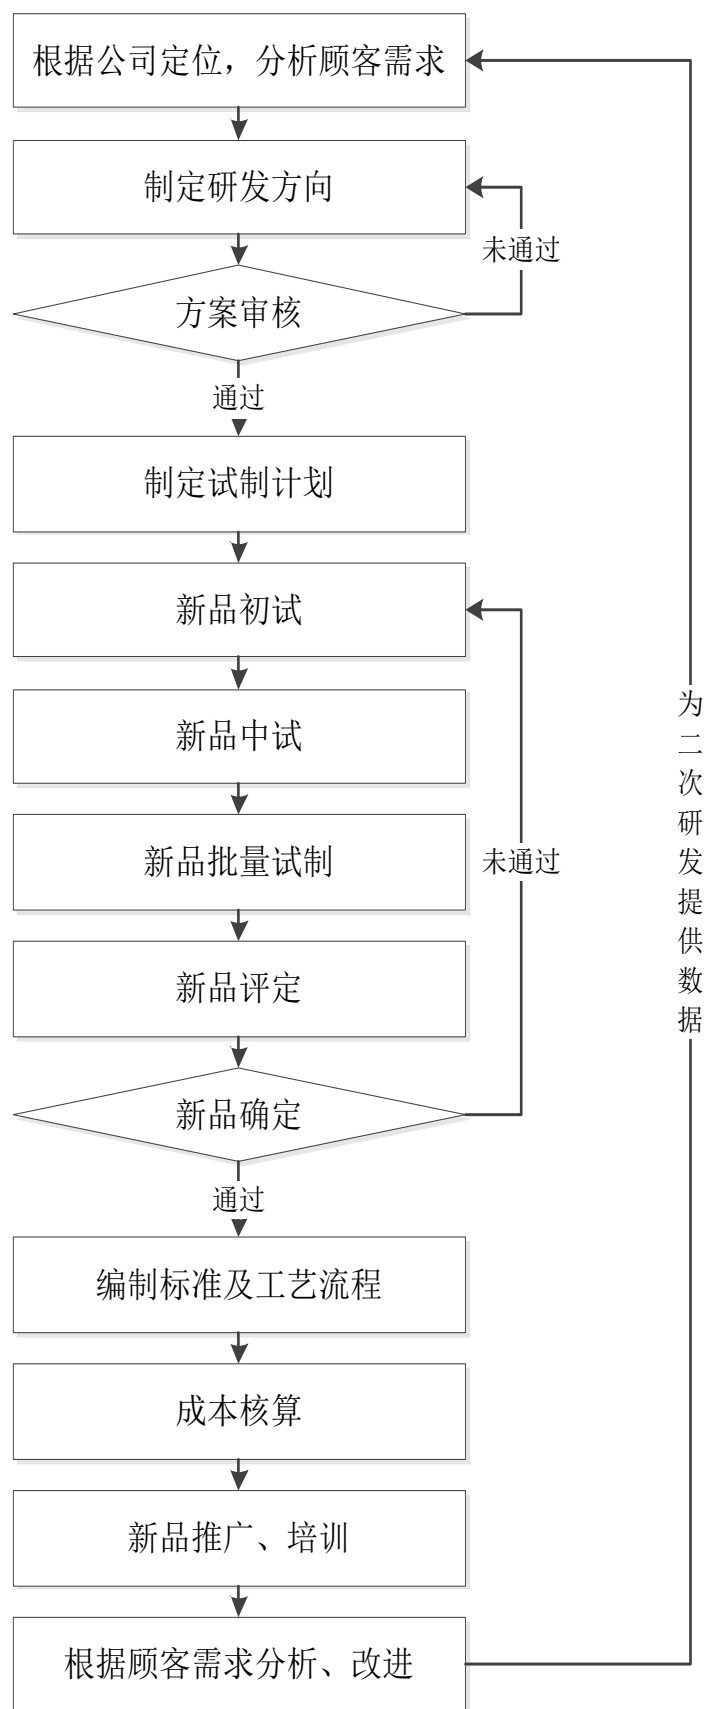 根据公司定位，分析顾客需求
制定研发方向
未通过
方案审核
通过
制定试制计划
新品初试
新品中试
新品批量试制
未通过
新品评定
新品确定
通过
编制标准及工艺流程
成本核算
新品推广、培训
根据顾客需求分析、改进
为二次研发提供数据